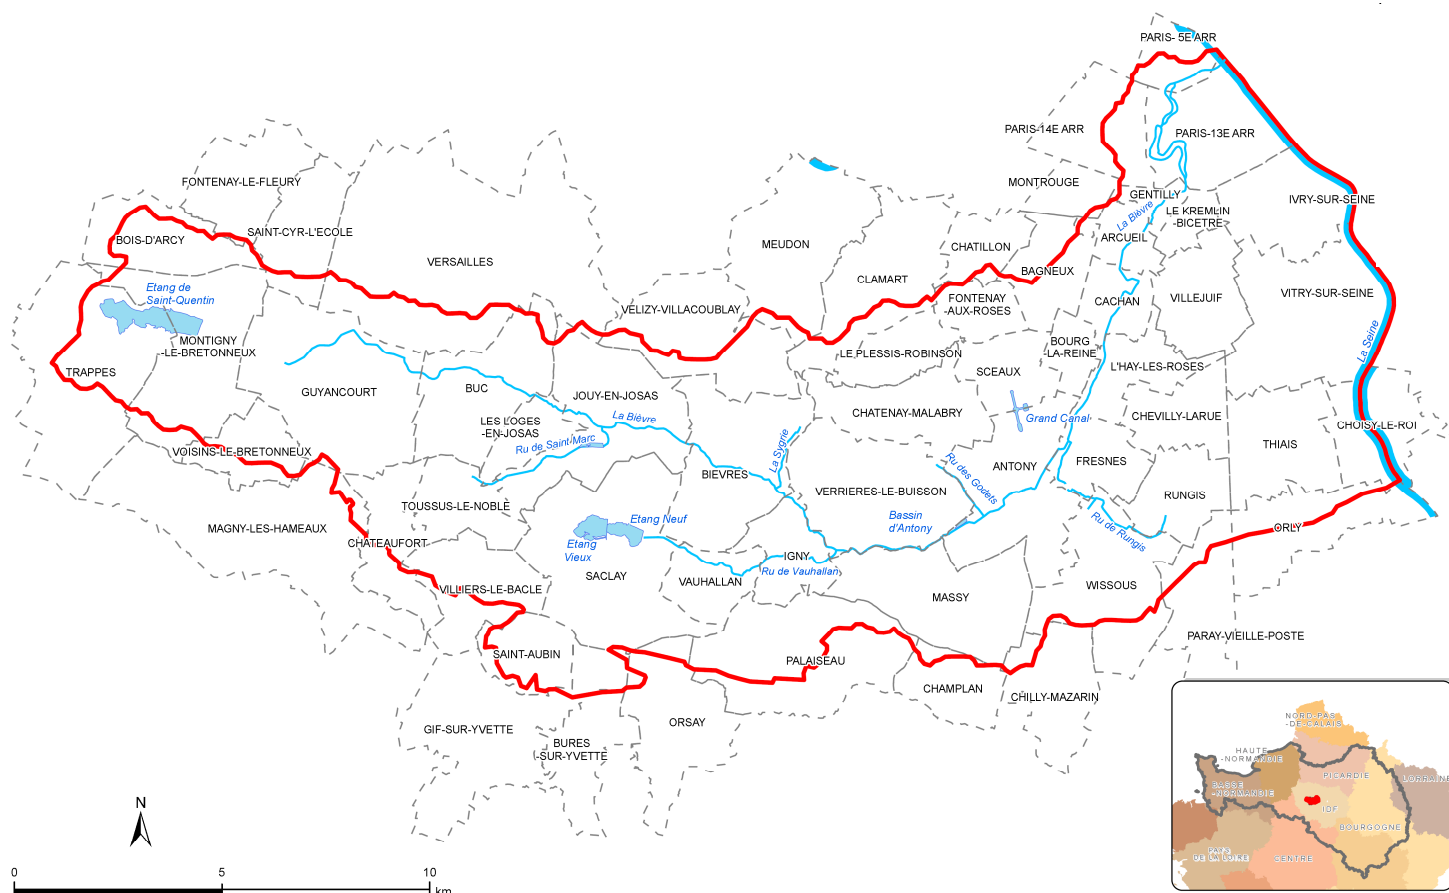 PARIS- 5E ARR
PARIS-14E ARR
PARIS-13E ARR
FONTENAY-LE-FLEURY
MONTROUGE
GENTILLY
IVRY-SUR-SEINE
LE KREMLIN
-BICETRE
La Bièvre
BOIS-D'ARCY
SAINT-CYR-L'ECOLE
ARCUEIL
MEUDON
CHATILLON
VERSAILLES
BAGNEUX
CLAMART
Etang de
Saint-Quentin
FONTENAY
-AUX-ROSES
CACHAN
VILLEJUIF
VITRY-SUR-SEINE
VELIZY-VILLACOUBLAY
La Seine
MONTIGNY
-LE-BRETONNEUX
BOURG
-LA-REINE
LE PLESSIS-ROBINSON
TRAPPES
SCEAUX
L'HAY-LES-ROSES
GUYANCOURT
BUC
JOUY-EN-JOSAS
La Bièvre
CHATENAY-MALABRY
Grand Canal
CHEVILLY-LARUE
LES LOGES
-EN-JOSAS
CHOISY-LE-ROI
Ru de Saint-Marc
THIAIS
VOISINS-LE-BRETONNEUX
La Sygrie
BIEVRES
ANTONY
FRESNES
Ru des Godets
VERRIERES-LE-BUISSON
RUNGIS
TOUSSUS-LE-NOBLE
Bassin
d'Antony
Etang Neuf
MAGNY-LES-HAMEAUX
ORLY
Ru de Rungis
CHATEAUFORT
Etang
Vieux
IGNY
Ru de Vauhallan
SACLAY
VAUHALLAN
VILLIERS-LE-BACLE
WISSOUS
MASSY
PARAY-VIEILLE-POSTE
SAINT-AUBIN
PALAISEAU
CHAMPLAN
CHILLY-MAZARIN
ORSAY
GIF-SUR-YVETTE
BURES
-SUR-YVETTE
NORD-PAS
-DE-CALAIS
HAUTE
-NORMANDIE
PICARDIE
LORRAINE
BASSE
-NORMANDIE
IDF
BOURGOGNE
PAYS
DE LA LOIRE
CENTRE
N
0 5 10
km